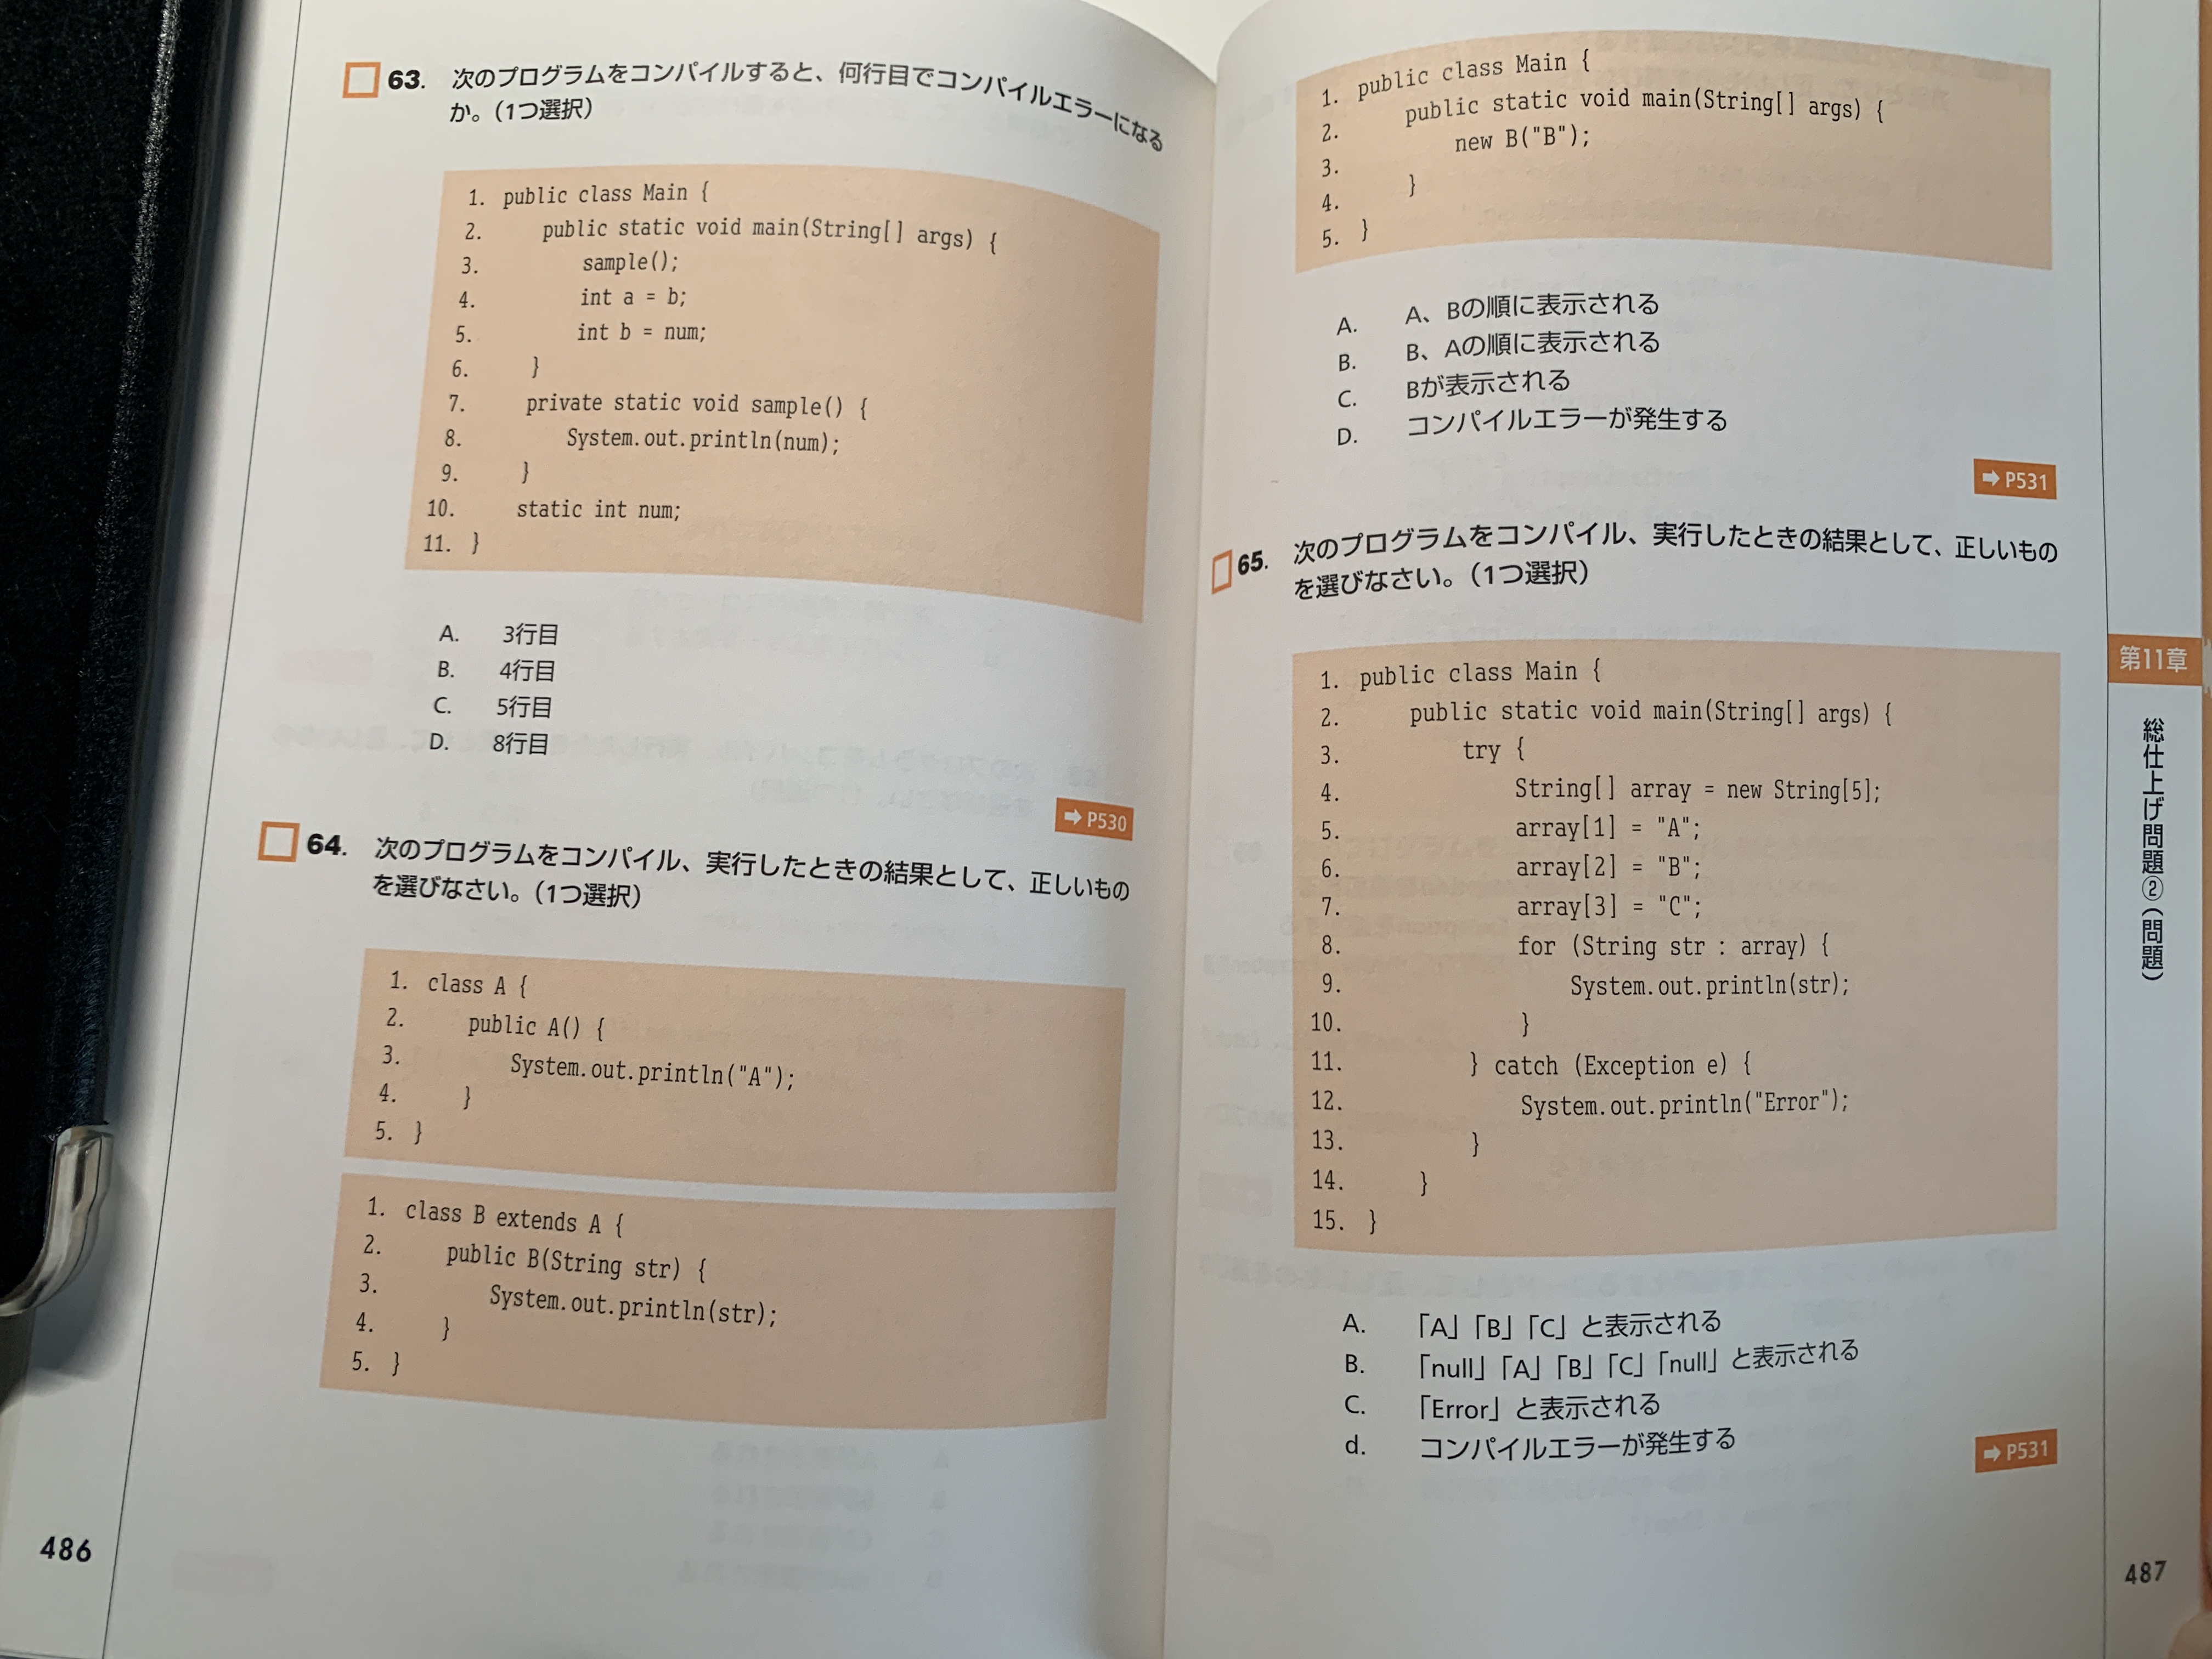 63. 次のプログラムをコンパイルすると、何行目でコンパイルエラーになる
か。（1つ選択）
1. public class Main {
2. public static void main(String[] args) {
3. sample();
4. int a = b;
5. int b = num;
6. }
7. private static void sample() {
8. System.out.println(num);
9. }
10. static int num;
11. }
A. 3行目
B. 4行目
C. 5行目
D. 8行目
➡ P530
64. 次のプログラムをコンパイル、実行したときの結果として、正しいもの
を選びなさい。（1つ選択）
1. class A {
2. public A() {
3. System.out.println("A");
4. }
5. }
1. class B extends A {
2. public B(String str) {
3. System.out.println(str);
4. }
5. }
486
1. public class Main {
2. public static void main(String[] args) {
3. new B("B");
4. }
5. }
A. A、Bの順に表示される
B. B、Aの順に表示される
C. Bが表示される
D. コンパイルエラーが発生する
➡ P531
65. 次のプログラムをコンパイル、実行したときの結果として、正しいもの
を選びなさい。（1つ選択）
1. public class Main {
2. public static void main(String[] args) {
3. try {
4. String[] array = new String[5];
5. array[1] = "A";
6. array[2] = "B";
7. array[3] = "C";
8. for (String str : array) {
9. System.out.println(str);
10. }
11. } catch (Exception e) {
12. System.out.println("Error");
13. }
14. }
15. }
A. 「A」「B」「C」と表示される
B. 「null」「A」「B」「C」「null」と表示される
C. 「Error」と表示される
d. コンパイルエラーが発生する
➡ P531
第11章
総仕上げ問題②（問題）
487